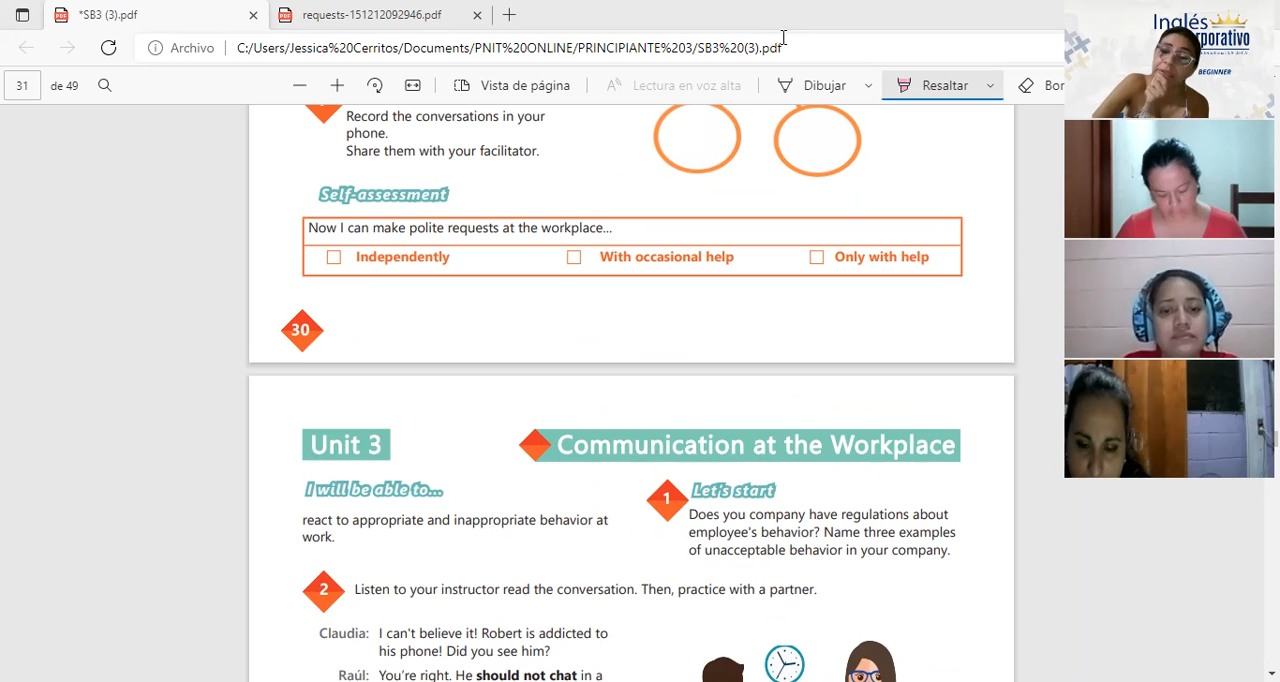 *SB3 (3).pdf
requests-151212092946.pdf
Archivo
C:/Users/Jessica%20Cerritos/Documents/PNIT%20ONLINE/PRINCIPIANTE%203/SB3%20(3).pdf
31 de 49
Vista de página
Lectura en voz alta
Dibujar
Resaltar
Bor
Inglés
orporativo
BEGINNER
Record the conversations in your
phone.
Share them with your facilitator.
Self-assessment
Now I can make polite requests at the workplace...
Independently
With occasional help
Only with help
30
Unit 3
Communication at the Workplace
I will be able to...
react to appropriate and inappropriate behavior at
work.
1
Let's start
Does you company have regulations about
employee's behavior? Name three examples
of unacceptable behavior in your company.
2
Listen to your instructor read the conversation. Then, practice with a partner.
Claudia: I can't believe it! Robert is addicted to
his phone! Did you see him?
Raúl: You're right. He should not chat in a